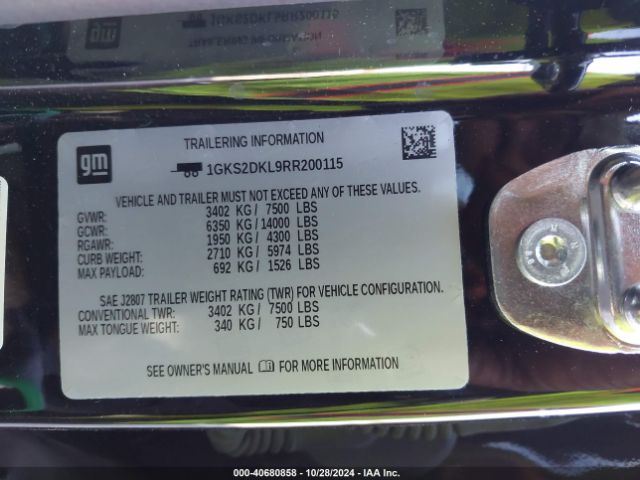 gm
TRAILERING INFORMATION
1GKS2DKL9RR200115
VEHICLE AND TRAILER MUST NOT EXCEED ANY OF THESE VALUES.
GVWR: 3402 KG / 7500 LBS
GCWR: 6350 KG / 14000 LBS
RGAWR: 1950 KG / 4300 LBS
CURB WEIGHT: 2710 KG / 5974 LBS
MAX PAYLOAD: 692 KG / 1526 LBS
SAE J2807 TRAILER WEIGHT RATING (TWR) FOR VEHICLE CONFIGURATION.
CONVENTIONAL TWR: 3402 KG / 7500 LBS
MAX TONGUE WEIGHT: 340 KG / 750 LBS
SEE OWNER'S MANUAL FOR MORE INFORMATION
000-40680858 - 10/28/2024 - IAA Inc.